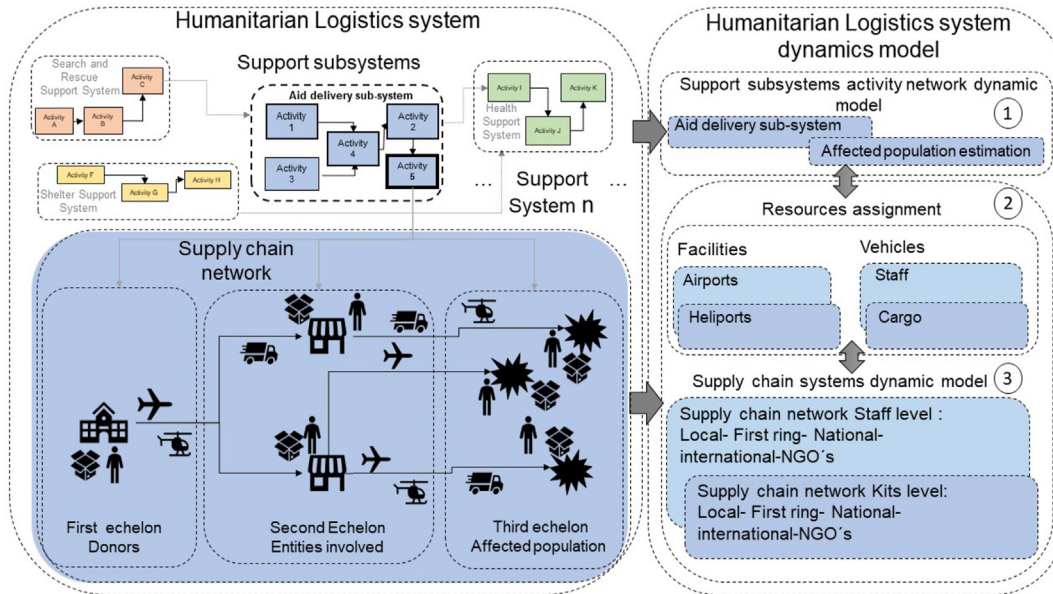 Humanitarian Logistics system
Search and
Rescue
Support System
Activity
C
Activity
A
Activity
B
Support subsystems
Aid delivery sub-system
Activity
1
Activity
2
Activity
4
Activity
3
Activity
5
Activity I
Activity K
Health
Support
System
Activity J
Activity F
Activity G
Activity H
Shelter Support
System
... Support ...
System n
Supply chain
network
First echelon
Donors
Second Echelon
Entities involved
Third echelon
Affected population
Humanitarian Logistics system
dynamics model
Support subsystems activity network dynamic
model
1
Aid delivery sub-system
Affected population estimation
Resources assignment
2
Facilities
Vehicles
Airports
Staff
Heliports
Cargo
Supply chain systems dynamic model
3
Supply chain network Staff level :
Local- First ring- National-
international-NGO´s
Supply chain network Kits level:
Local- First ring- National-
international-NGO´s